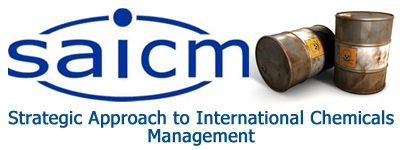 saicm
Strategic Approach to International Chemicals
Management